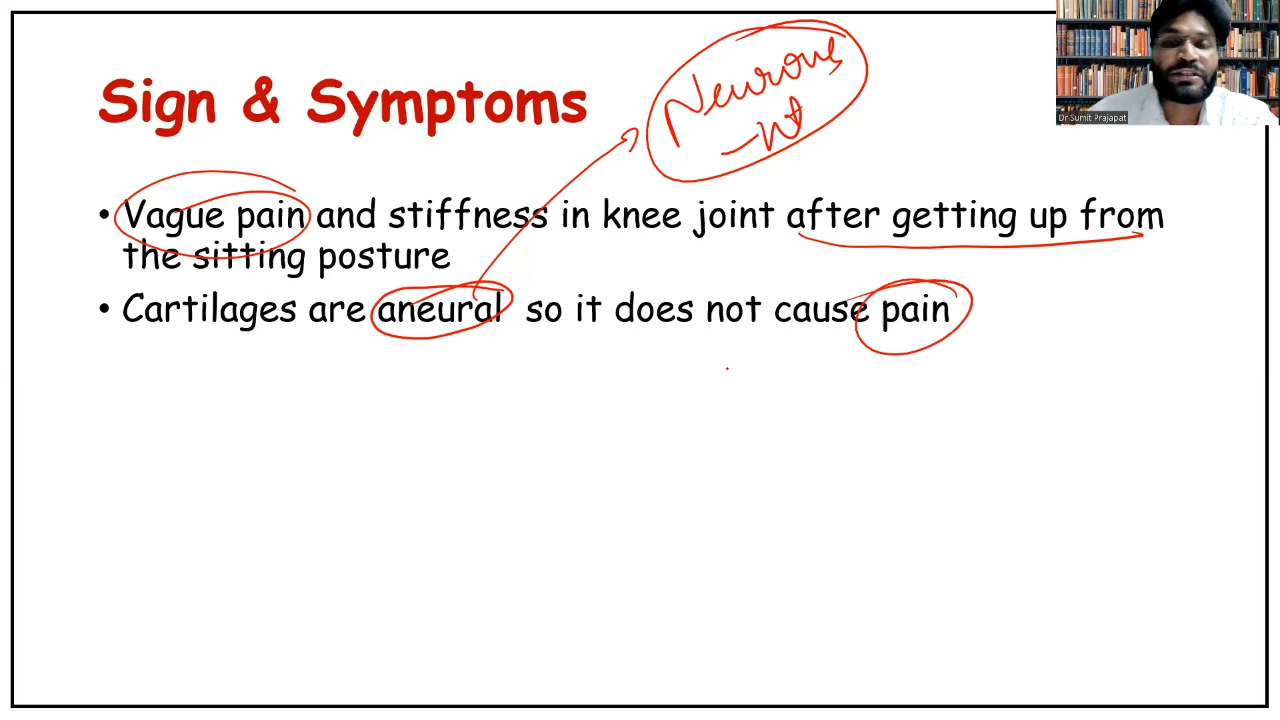 Sign & Symptoms
Neurons
Dr Sumit Prajapat
• Vague pain and stiffness in knee joint after getting up from
the sitting posture
• Cartilages are aneural so it does not cause pain